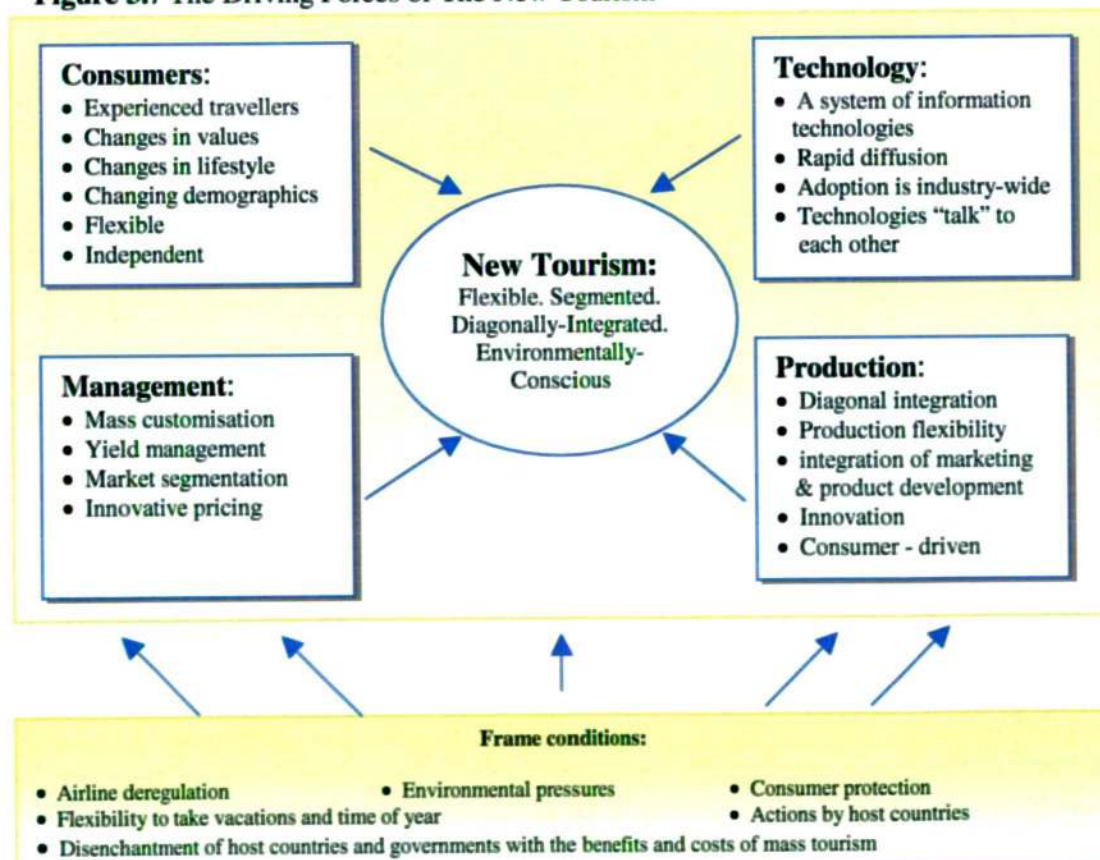 Consumers:
• Experienced travellers
• Changes in values
• Changes in lifestyle
• Changing demographics
• Flexible
• Independent
Technology:
• A system of information
technologies
• Rapid diffusion
• Adoption is industry-wide
• Technologies “talk” to
each other
New Tourism:
Flexible. Segmented.
Diagonally-Integrated.
Environmentally-
Conscious
Management:
• Mass customisation
• Yield management
• Market segmentation
• Innovative pricing
Production:
• Diagonal integration
• Production flexibility
• integration of marketing
& product development
• Innovation
• Consumer - driven
Frame conditions:
• Airline deregulation
• Environmental pressures
• Consumer protection
• Flexibility to take vacations and time of year
• Actions by host countries
• Disenchantment of host countries and governments with the benefits and costs of mass tourism